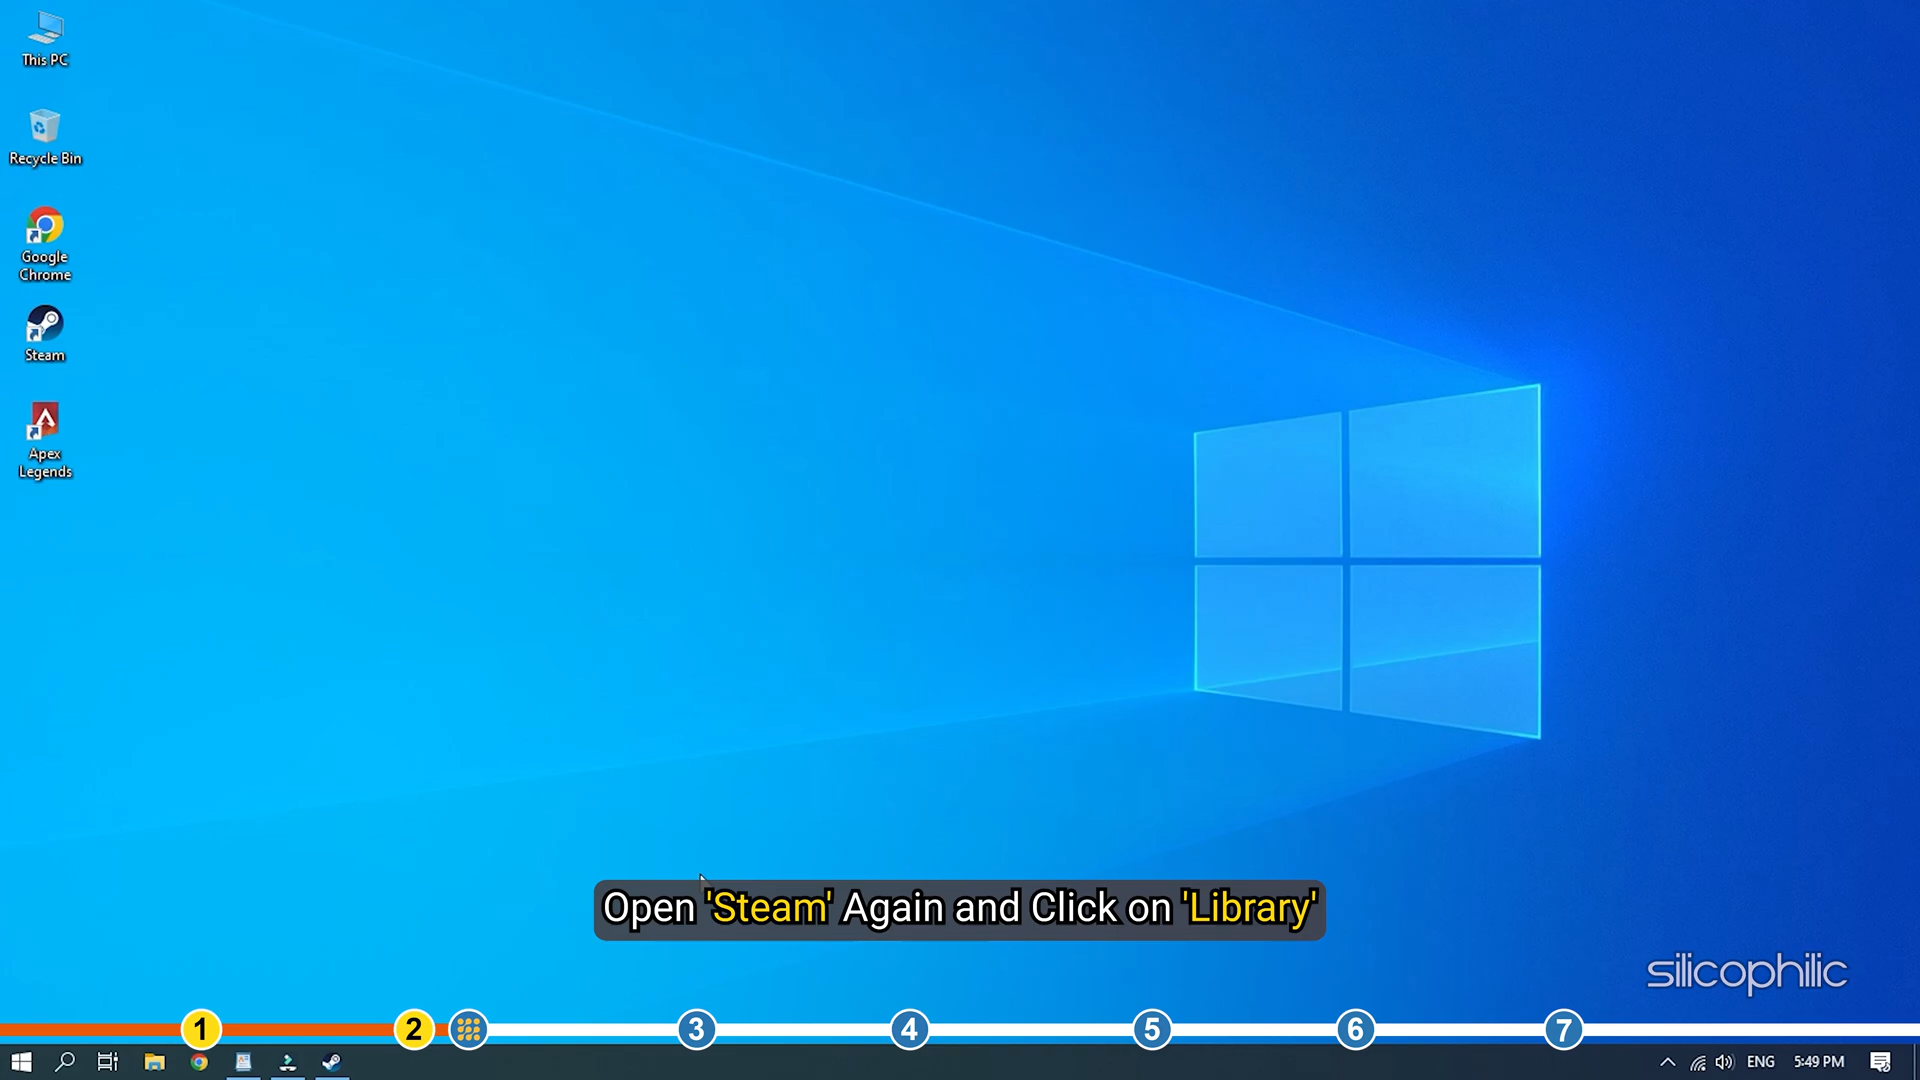 This PC
Recycle Bin
Google
Chrome
Steam
Apex
Legends
Open 'Steam' Again and Click on 'Library'
silicophilic
1 2 3 4 5 6 7
ENG 5:49 PM